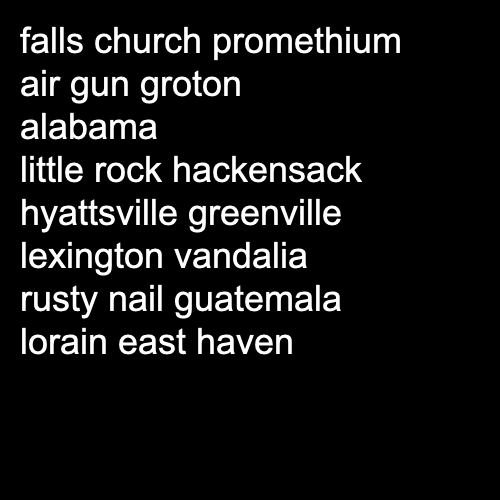 falls church promethium
air gun groton
alabama
little rock hackensack
hyattsville greenville
lexington vandalia
rusty nail guatemala
lorain east haven